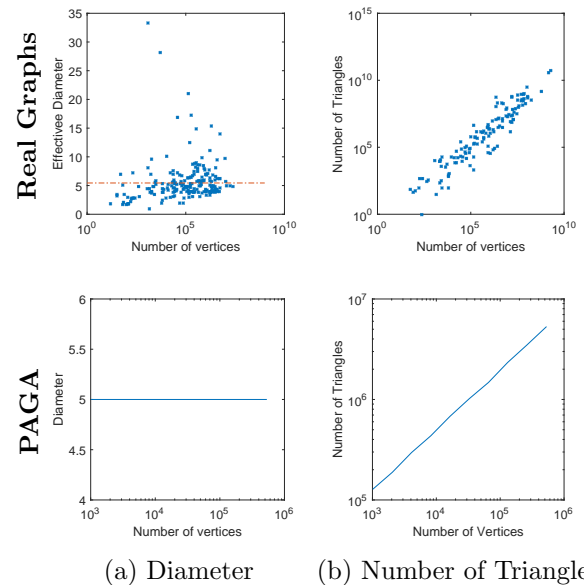 Real Graphs
35
30
25
20
15
10
5
0
Effectivee Diameter
10^0
10^5
10^10
Number of vertices
10^15
10^10
10^5
10^0
Number of Triangles
10^0
10^5
10^10
Number of vertices
PAGA
6
5.5
5
4.5
4
Diameter
10^3
10^4
10^5
10^6
Number of vertices
10^7
10^6
10^5
Number of Triangles
10^3
10^4
10^5
10^6
Number of Vertices
(a) Diameter
(b) Number of Triangle